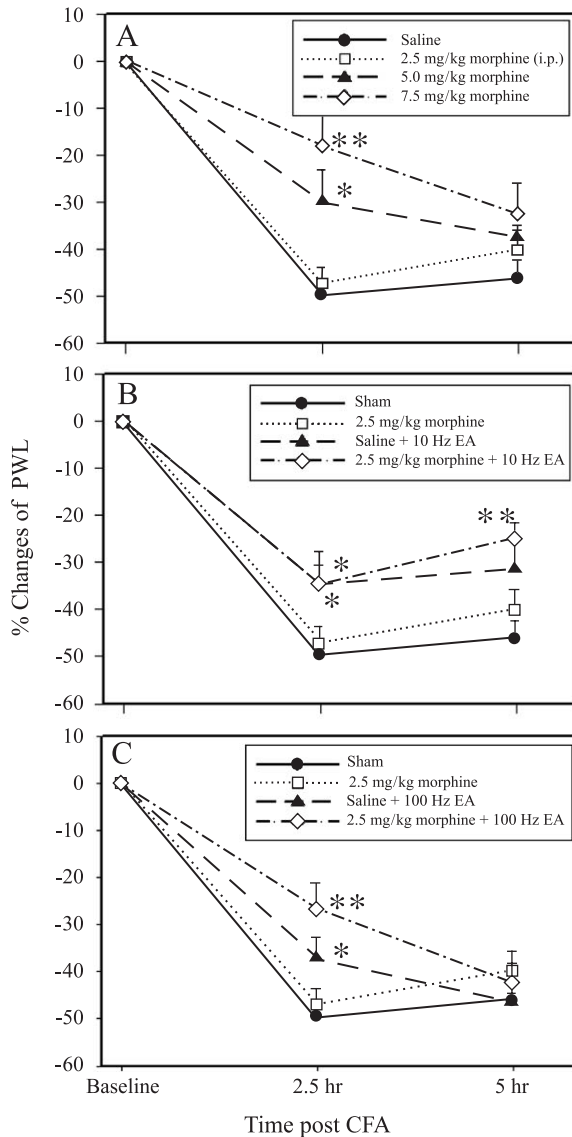 A
10
0
-10
-20
-30
-40
-50
-60
Saline
2.5 mg/kg morphine (i.p.)
5.0 mg/kg morphine
7.5 mg/kg morphine
**
*
B
10
0
-10
-20
-30
-40
-50
-60
Sham
2.5 mg/kg morphine
Saline + 10 Hz EA
2.5 mg/kg morphine + 10 Hz EA
**
*
*
% Changes of PWL
C
10
0
-10
-20
-30
-40
-50
-60
Sham
2.5 mg/kg morphine
Saline + 100 Hz EA
2.5 mg/kg morphine + 100 Hz EA
**
*
Baseline
2.5 hr
5 hr
Time post CFA